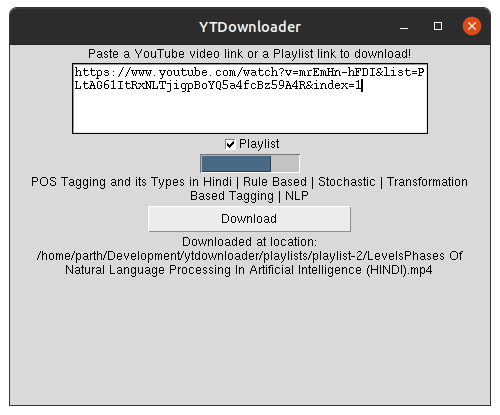 YTDownloader
Paste a YouTube video link or a Playlist link to download!
https://www.youtube.com/watch?v=mrEmHn-hFDI&list=P
LtAG61ItRxNLTjigpBoYQ5a4fcBz59A4R&index=1
Playlist
POS Tagging and its Types in Hindi | Rule Based | Stochastic | Transformation
Based Tagging | NLP
Download
Downloaded at location:
/home/parth/Development/ytdownloader/playlists/playlist-2/LevelsPhases Of
Natural Language Processing In Artificial Intelligence (HINDI).mp4